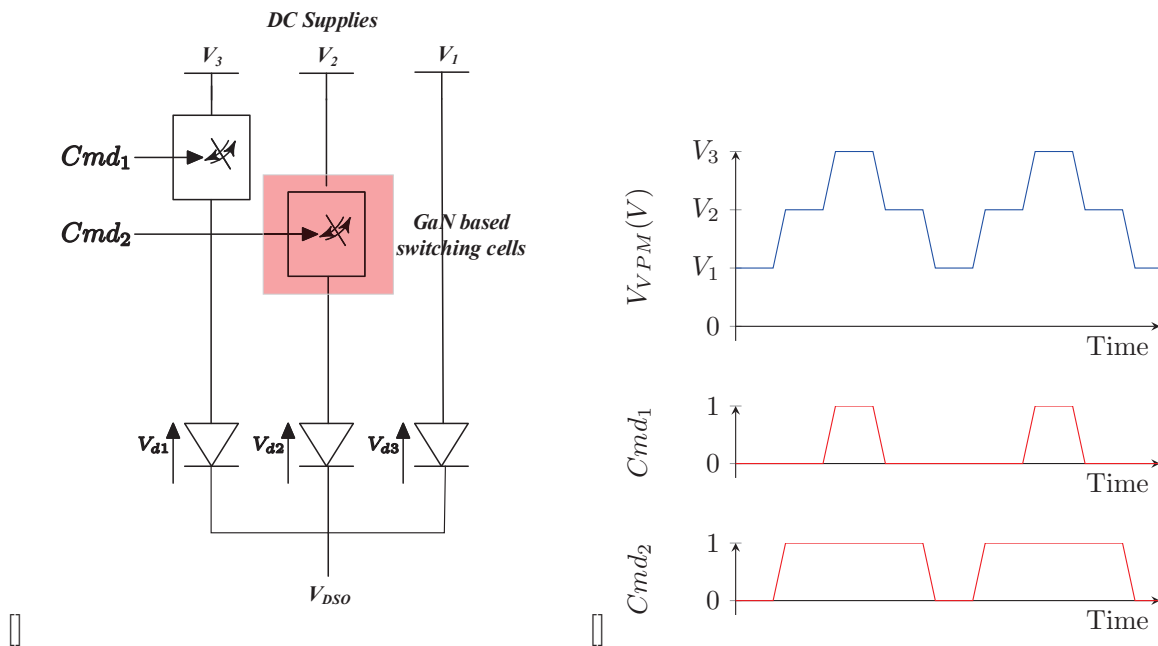 DC Supplies
V3 V2 V1
Cmd1
Cmd2
GaN based
switching cells
Vd1 Vd2 Vd3
VDSO
[]
V3
V2
V1
0
VVPM(V)
Time
1
0
Cmd1
Time
1
0
Cmd2
Time
[]